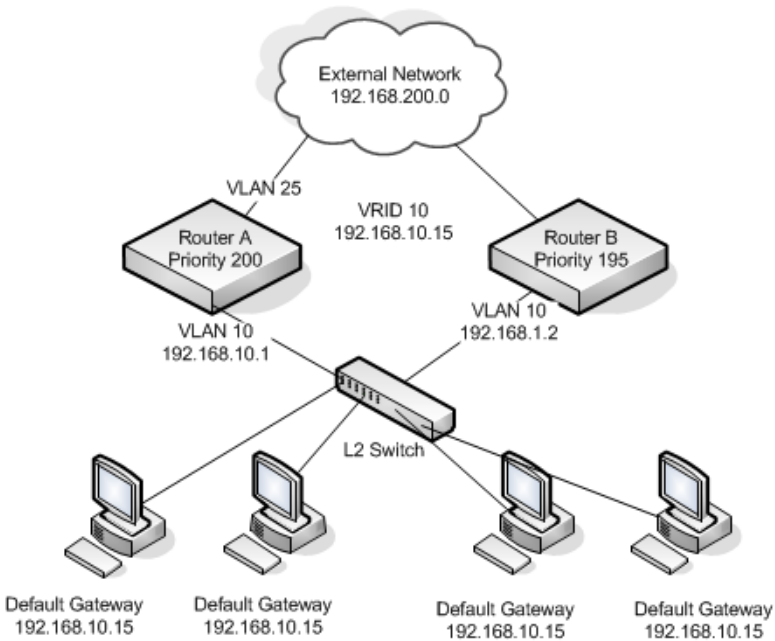 External Network
192.168.200.0
VLAN 25
VRID 10
192.168.10.15
Router A
Priority 200
Router B
Priority 195
VLAN 10
192.168.10.1
VLAN 10
192.168.1.2
L2 Switch
Default Gateway
192.168.10.15
Default Gateway
192.168.10.15
Default Gateway
192.168.10.15
Default Gateway
192.168.10.15